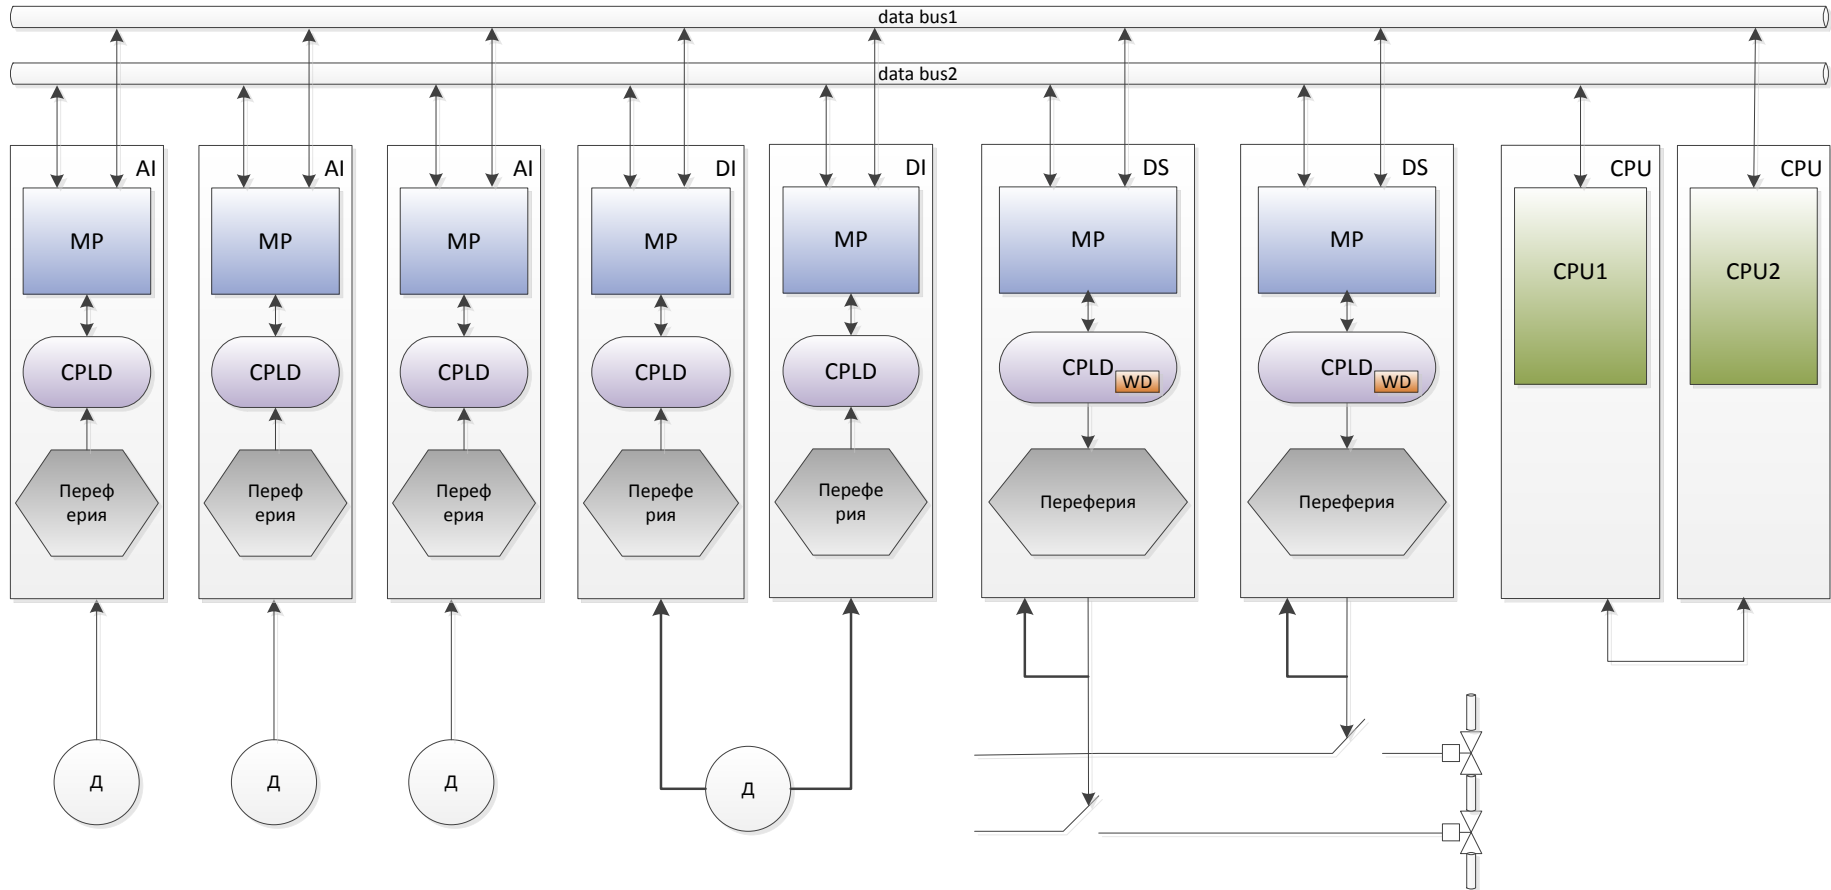 data bus1
data bus2
AI
AI
AI
DI
DI
DS
DS
CPU
CPU
MP
MP
MP
MP
MP
MP
MP
CPU1
CPU2
CPLD
CPLD
CPLD
CPLD
CPLD
CPLD
WD
CPLD
WD
Переф
ерия
Переф
ерия
Переф
ерия
Перефе
рия
Перефе
рия
Переферия
Переферия
Д
Д
Д
Д